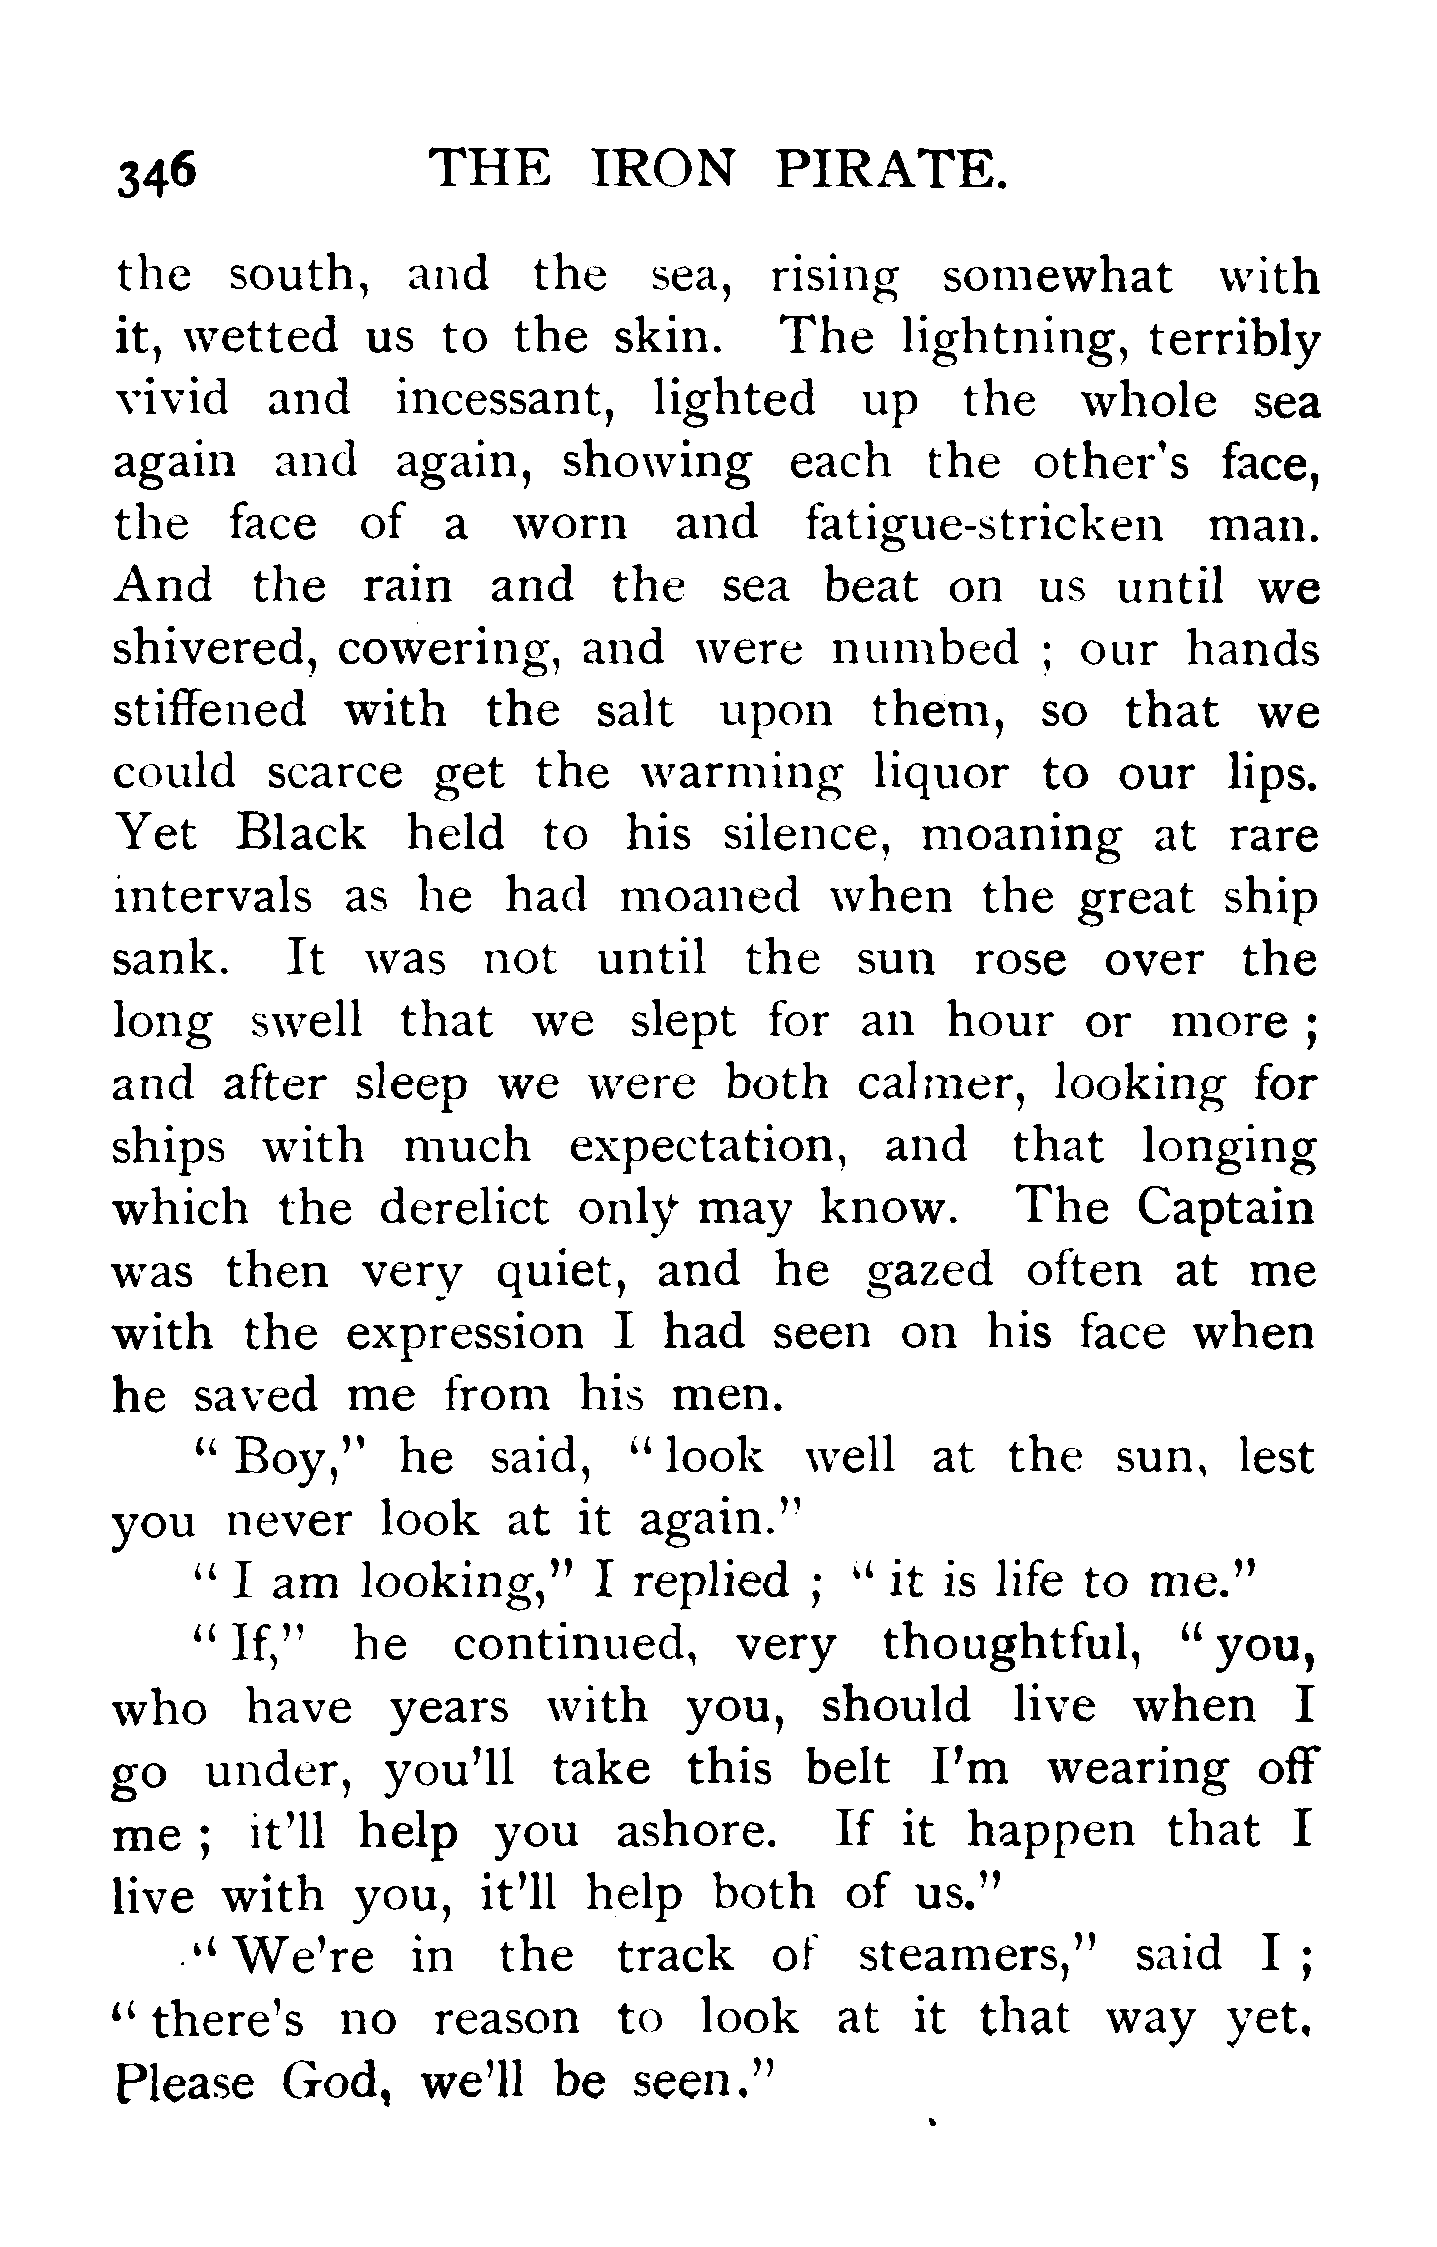 346 THE IRON PIRATE.
the south, and the sea, rising somewhat with
it, wetted us to the skin. The lightning, terribly
vivid and incessant, lighted up the whole sea
again and again, showing each the other's face,
the face of a worn and fatigue-stricken man.
And the rain and the sea beat on us until we
shivered, cowering, and were numbed ; our hands
stiffened with the salt upon them, so that we
could scarce get the warming liquor to our lips.
Yet Black held to his silence, moaning at rare
intervals as he had moaned when the great ship
sank. It was not until the sun rose over the
long swell that we slept for an hour or more ;
and after sleep we were both calmer, looking for
ships with much expectation, and that longing
which the derelict only may know. The Captain
was then very quiet, and he gazed often at me
with the expression I had seen on his face when
he saved me from his men.
" Boy," he said, " look well at the sun, lest
you never look at it again."
" I am looking," I replied ; " it is life to me."
" If," he continued, very thoughtful, " you,
who have years with you, should live when I
go under, you'll take this belt I'm wearing off
me ; it'll help you ashore. If it happen that I
live with you, it'll help both of us."
" We're in the track of steamers," said I ;
" there's no reason to look at it that way yet.
Please God, we'll be seen."